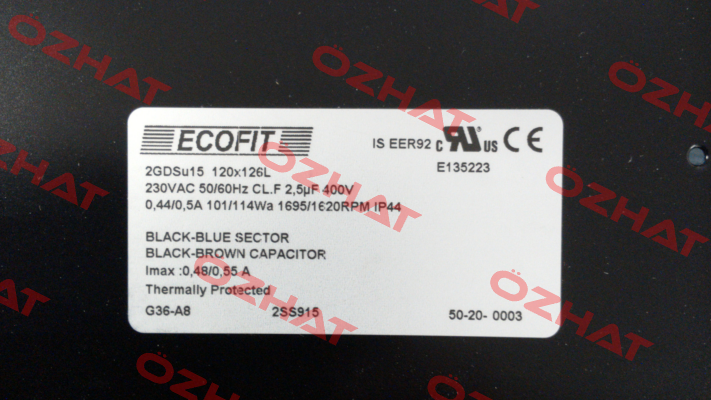 ECOFIT
IS EER92 c UR US CE
E135223
2GDSu15 120x126L
230VAC 50/60Hz CL.F 2,5µF 400V
0,44/0,5A 101/114Wa 1695/1620RPM IP44
BLACK-BLUE SECTOR
BLACK-BROWN CAPACITOR
Imax :0,48/0,55 A
Thermally Protected
G36-A8 2SS915 50-20- 0003
OZHAT
OZHAT
OZHAT
OZHAT
OZHAT
OZHAT
OZHAT
OZHAT